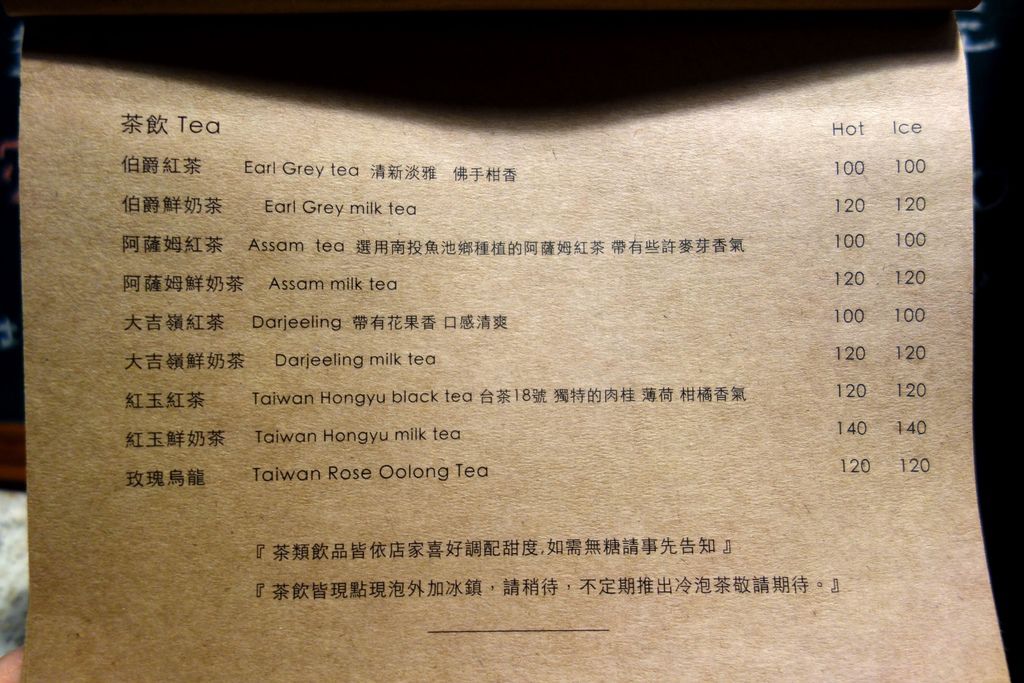 茶飲 Tea Hot Ice
伯爵紅茶 Earl Grey tea 清新淡雅 佛手柑香 100 100
伯爵鮮奶茶 Earl Grey milk tea 120 120
阿薩姆紅茶 Assam tea 選用南投魚池鄉種植的阿薩姆紅茶 帶有些許麥芽香氣 100 100
阿薩姆鮮奶茶 Assam milk tea 120 120
大吉嶺紅茶 Darjeeling 帶有花果香 口感清爽 100 100
大吉嶺鮮奶茶 Darjeeling milk tea 120 120
紅玉紅茶 Taiwan Hongyu black tea 台茶18號 獨特的肉桂 薄荷 柑橘香氣 120 120
紅玉鮮奶茶 Taiwan Hongyu milk tea 140 140
玫瑰烏龍 Taiwan Rose Oolong Tea 120 120
『 茶類飲品皆依店家喜好調配甜度,如需無糖請事先告知 』
『 茶飲皆現點現泡外加冰鎮，請稍待，不定期推出冷泡茶敬請期待。』